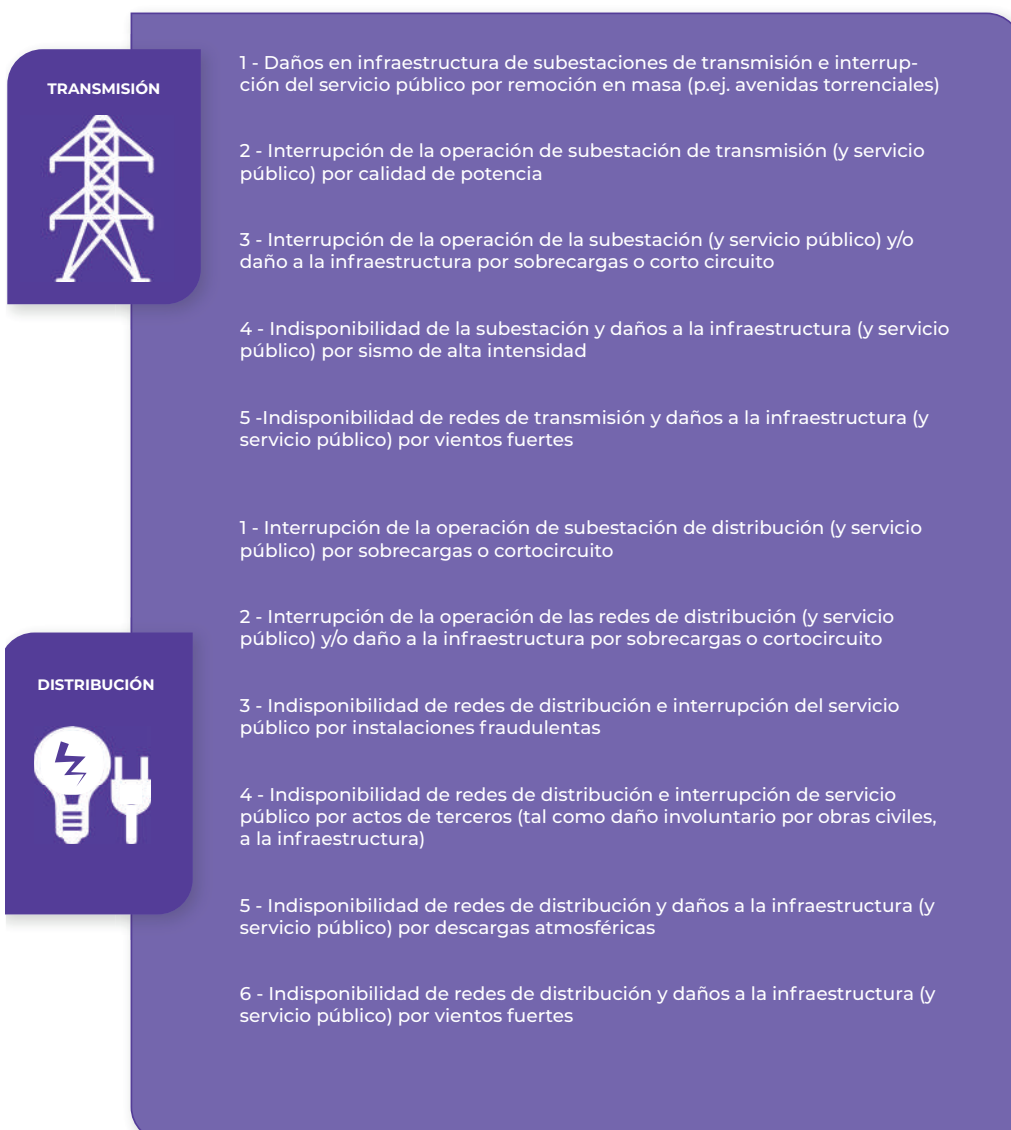 TRANSMISIÓN
1 - Daños en infraestructura de subestaciones de transmisión e interrup-
ción del servicio público por remoción en masa (p.ej. avenidas torrenciales)
2 - Interrupción de la operación de subestación de transmisión (y servicio
público) por calidad de potencia
3 - Interrupción de la operación de la subestación (y servicio público) y/o
daño a la infraestructura por sobrecargas o corto circuito
4 - Indisponibilidad de la subestación y daños a la infraestructura (y servicio
público) por sismo de alta intensidad
5 -Indisponibilidad de redes de transmisión y daños a la infraestructura (y
servicio público) por vientos fuertes
DISTRIBUCIÓN
1 - Interrupción de la operación de subestación de distribución (y servicio
público) por sobrecargas o cortocircuito
2 - Interrupción de la operación de las redes de distribución (y servicio
público) y/o daño a la infraestructura por sobrecargas o cortocircuito
3 - Indisponibilidad de redes de distribución e interrupción del servicio
público por instalaciones fraudulentas
4 - Indisponibilidad de redes de distribución e interrupción de servicio
público por actos de terceros (tal como daño involuntario por obras civiles,
a la infraestructura)
5 - Indisponibilidad de redes de distribución y daños a la infraestructura (y
servicio público) por descargas atmosféricas
6 - Indisponibilidad de redes de distribución y daños a la infraestructura (y
servicio público) por vientos fuertes